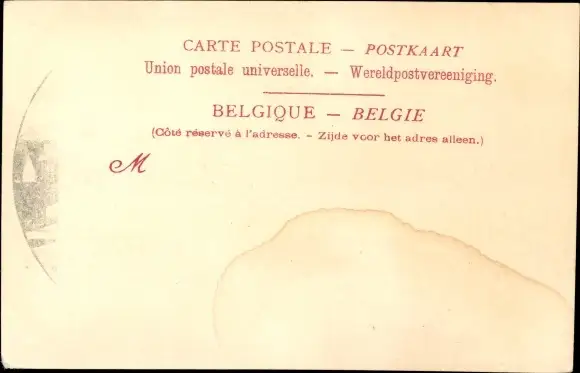 CARTE POSTALE — POSTKAART
Union postale universelle. — Wereldpostvereeniging.
BELGIQUE — BELGIE
(Côté réservé à l'adresse. – Zijde voor het adres alleen.)
M